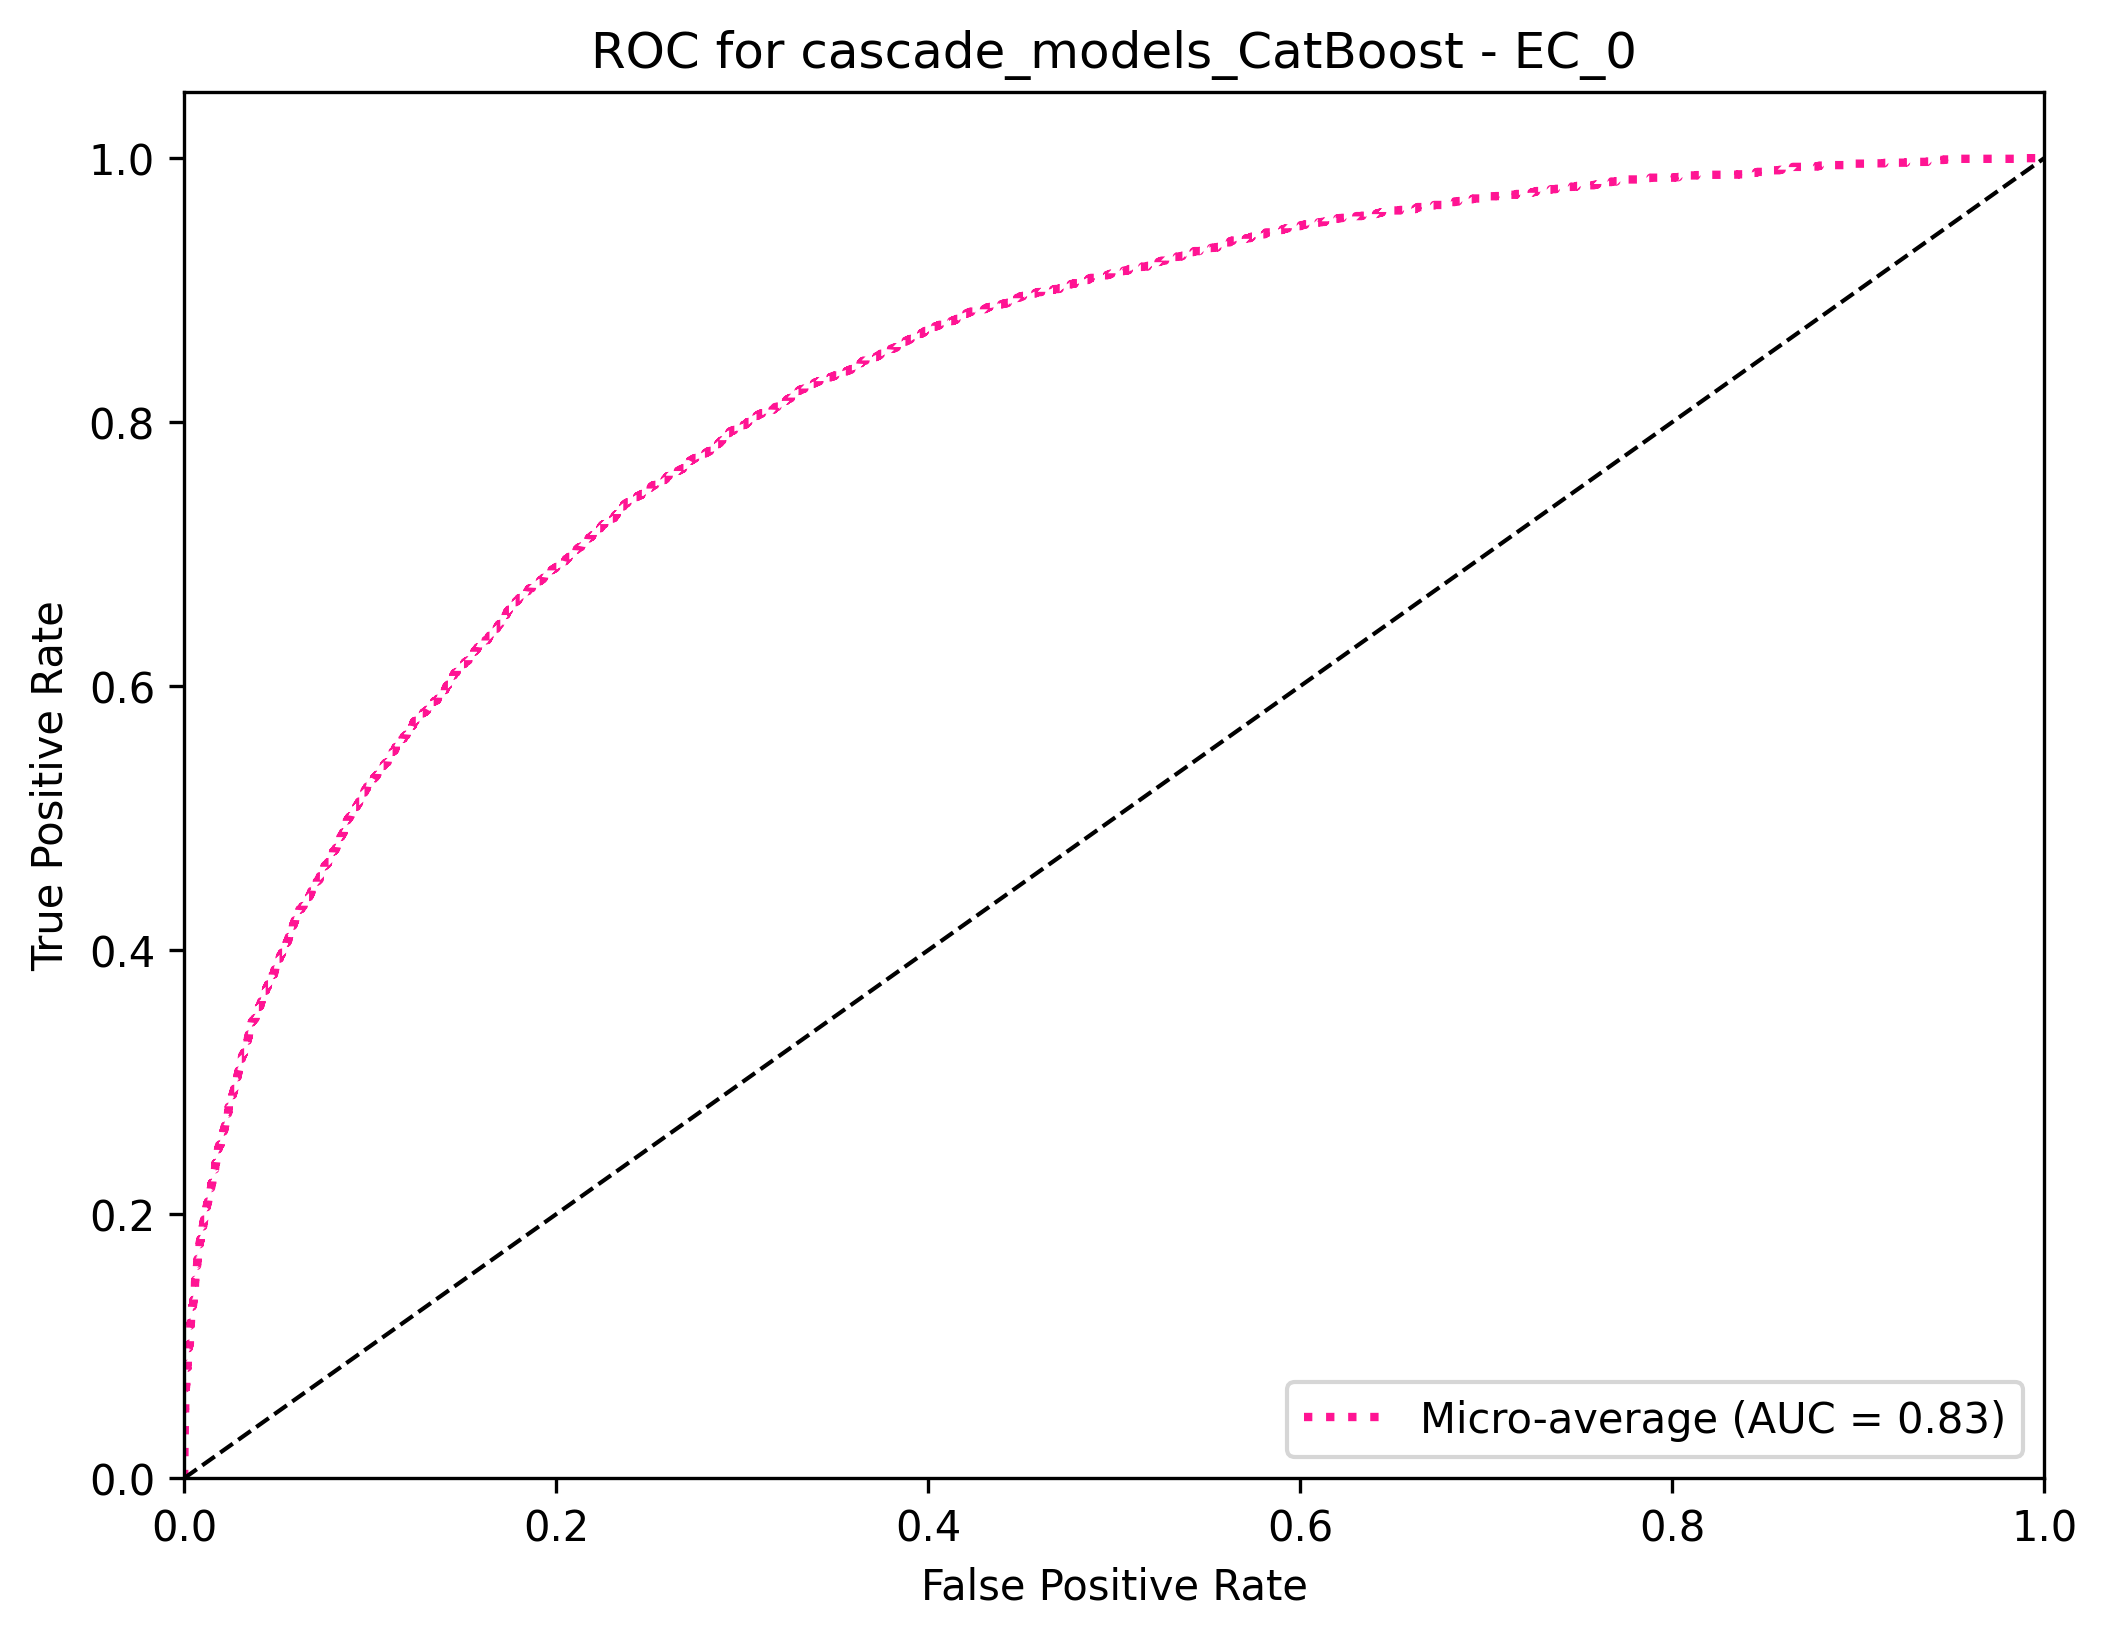 ROC for cascade_models_CatBoost - EC_0
1.0
0.8
0.6
0.4
0.2
0.0
True Positive Rate
Micro-average (AUC = 0.83)
0.0 0.2 0.4 0.6 0.8 1.0
False Positive Rate